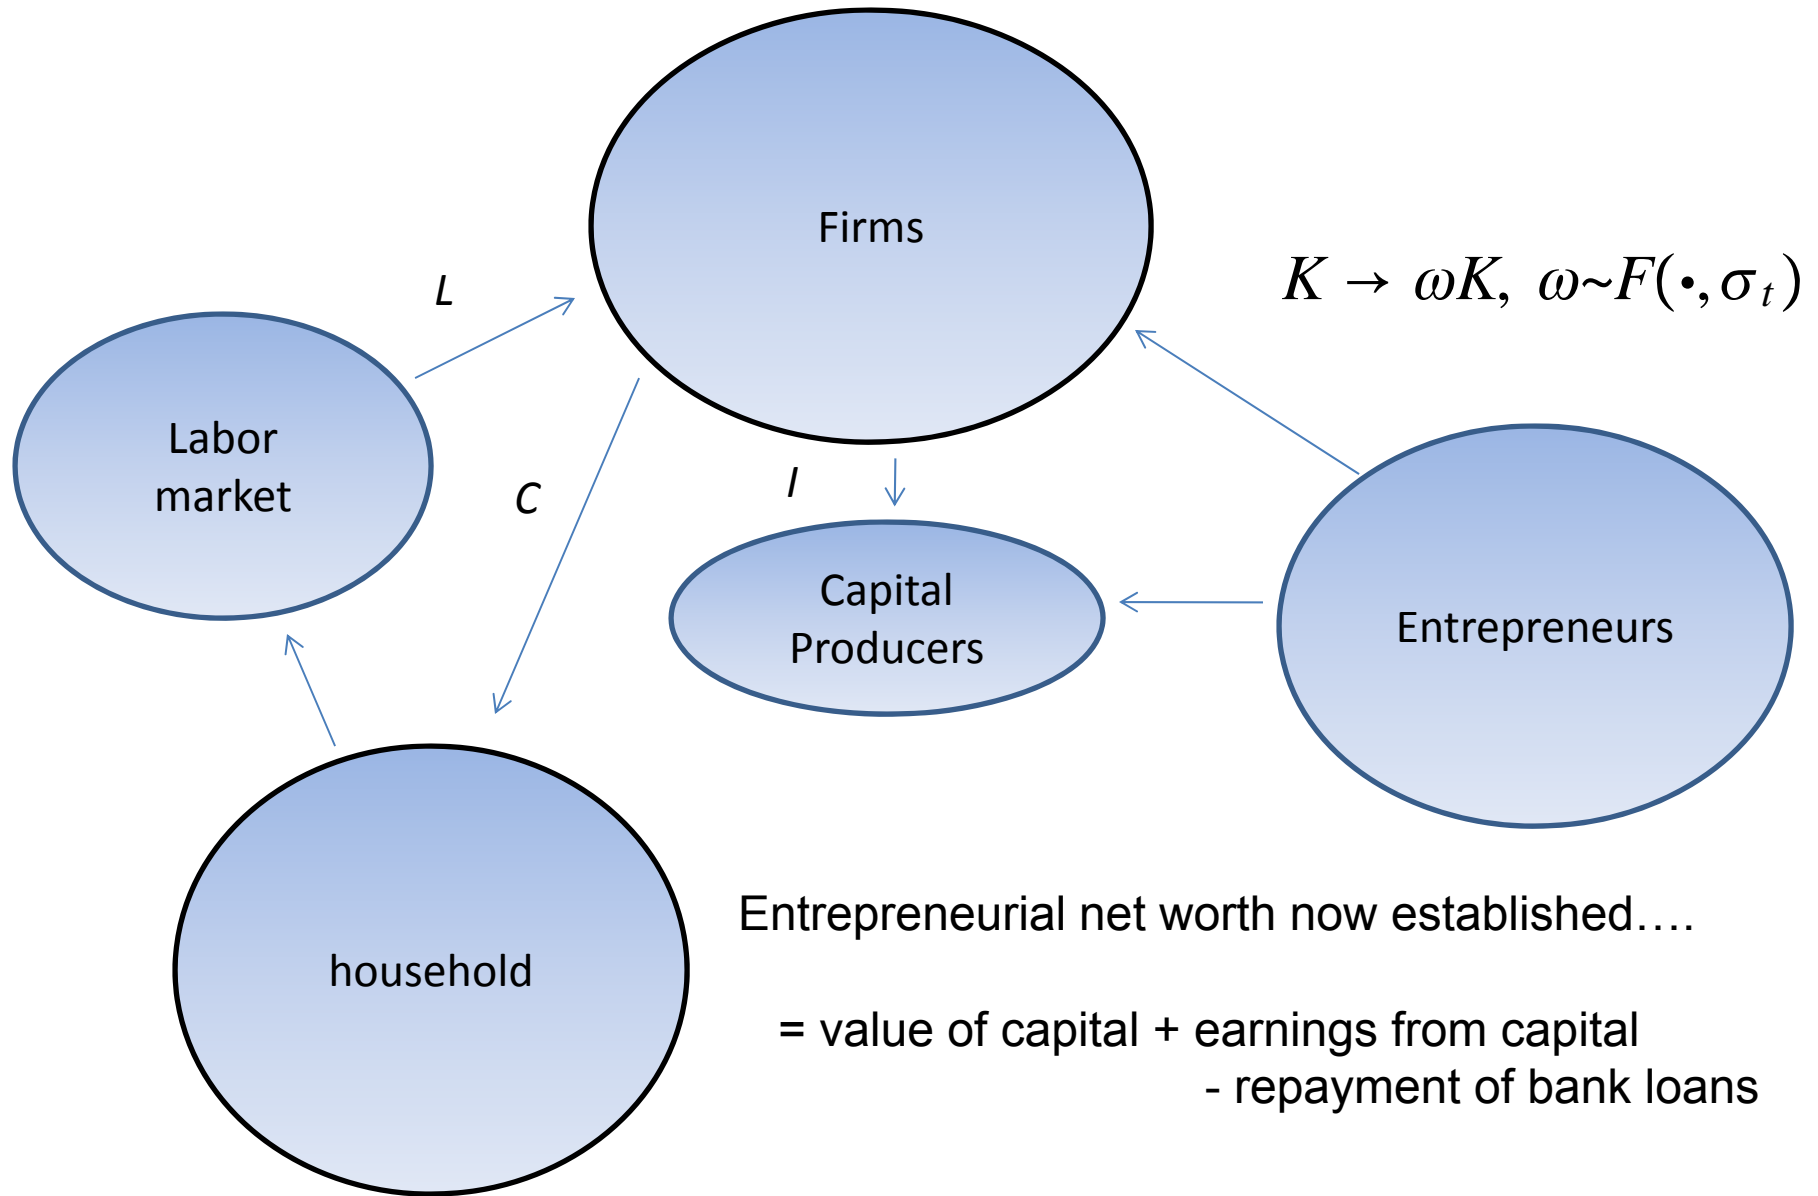 Firms
K → ωK, ω~F(•,σ t)
L
Labor
market
C
I
Capital
Producers
Entrepreneurs
household
Entrepreneurial net worth now established….
= value of capital + earnings from capital
- repayment of bank loans